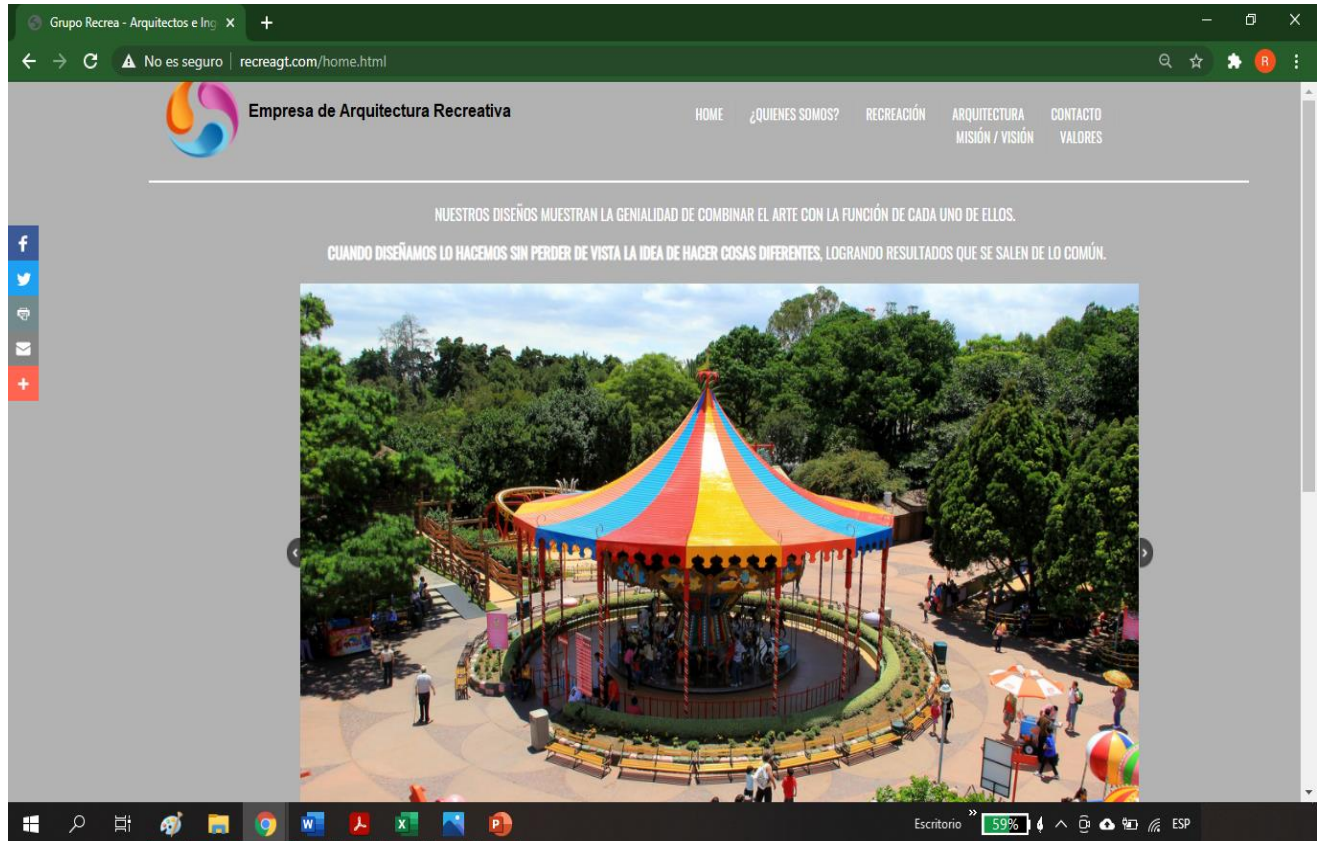 Grupo Recrea - Arquitectos e Ing
No es seguro | recreagt.com/home.html
R
Empresa de Arquitectura Recreativa
HOME ¿QUIENES SOMOS? RECREACIÓN ARQUITECTURA CONTACTO
MISIÓN / VISIÓN VALORES
NUESTROS DISEÑOS MUESTRAN LA GENIALIDAD DE COMBINAR EL ARTE CON LA FUNCIÓN DE CADA UNO DE ELLOS.
CUANDO DISEÑAMOS LO HACEMOS SIN PERDER DE VISTA LA IDEA DE HACER COSAS DIFERENTES, LOGRANDO RESULTADOS QUE SE SALEN DE LO COMÚN.
Escritorio 59% ESP